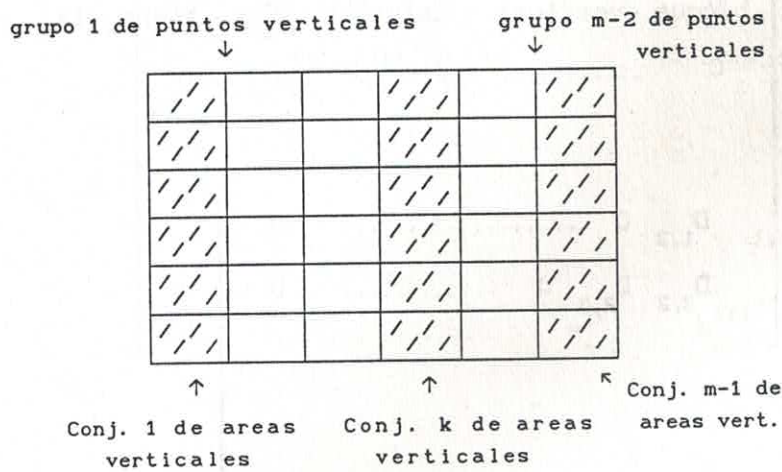 grupo 1 de puntos verticales
grupo m-2 de puntos
verticales
Conj. 1 de areas
verticales
Conj. k de areas
verticales
Conj. m-1 de
areas vert.